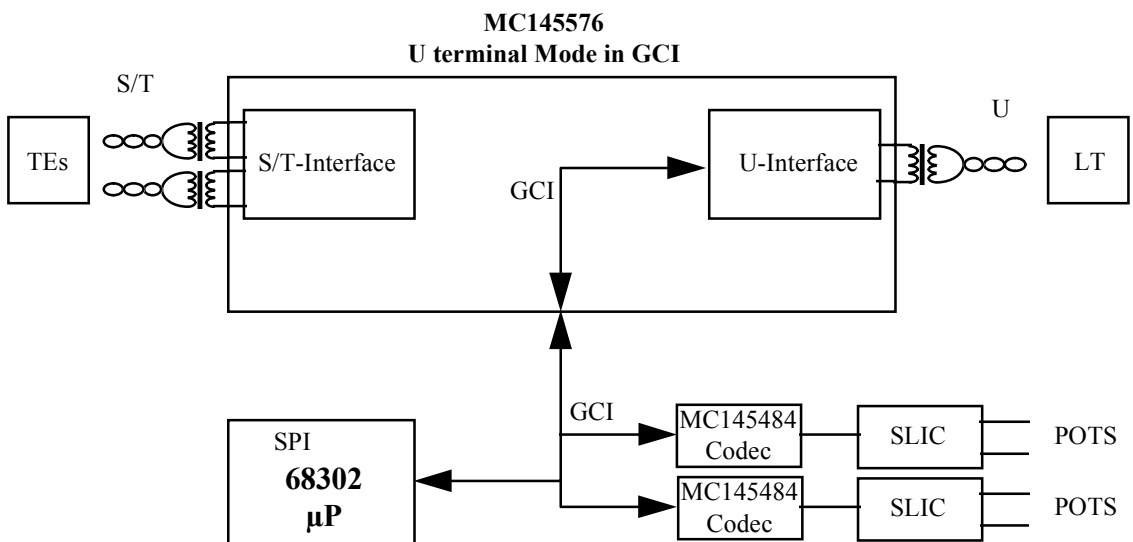 MC145576
U terminal Mode in GCI
S/T
U
TEs
S/T-Interface
U-Interface
LT
GCI
GCI
MC145484
Codec
SLIC
POTS
SPI
68302
µP
MC145484
Codec
SLIC
POTS